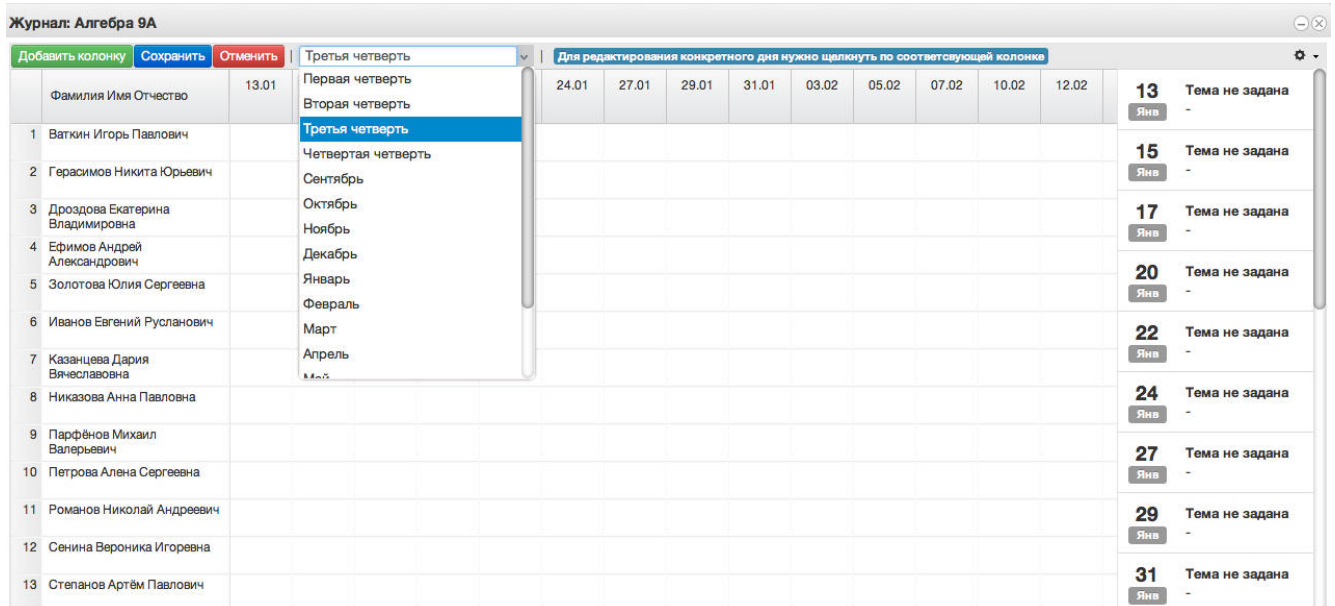 Журнал: Алгебра 9А
Добавить колонку Сохранить Отменить | Третья четверть | Для редактирования конкретного дня нужно щелкнуть по соответсвующей колонке
Фамилия Имя Отчество 13.01 24.01 27.01 29.01 31.01 03.02 05.02 07.02 10.02 12.02
Первая четверть
Вторая четверть
Третья четверть
Четвертая четверть
Сентябрь
Октябрь
Ноябрь
Декабрь
Январь
Февраль
Март
Апрель
Май
1 Ваткин Игорь Павлович
2 Герасимов Никита Юрьевич
3 Дроздова Екатерина
Владимировна
4 Ефимов Андрей
Александрович
5 Золотова Юлия Сергеевна
6 Иванов Евгений Русланович
7 Казанцева Дария
Вячеславовна
8 Никазова Анна Павловна
9 Парфёнов Михаил
Валерьевич
10 Петрова Алена Сергеевна
11 Романов Николай Андреевич
12 Сенина Вероника Игоревна
13 Степанов Артём Павлович
13 Тема не задана
Янв -
15 Тема не задана
Янв -
17 Тема не задана
Янв -
20 Тема не задана
Янв -
22 Тема не задана
Янв -
24 Тема не задана
Янв -
27 Тема не задана
Янв -
29 Тема не задана
Янв -
31 Тема не задана
Янв -